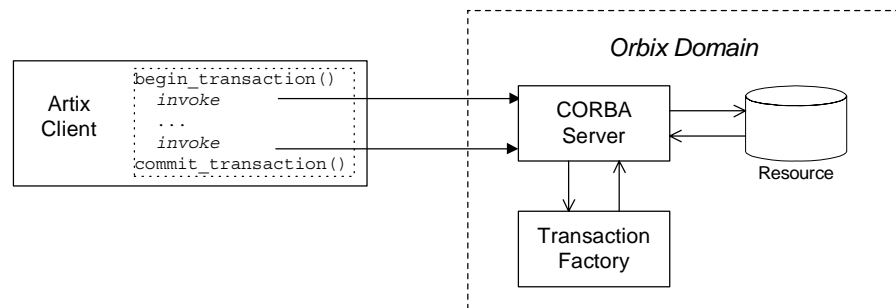 Orbix Domain
Artix
Client
begin_transaction()
invoke
...
invoke
commit_transaction()
CORBA
Server
Resource
Transaction
Factory